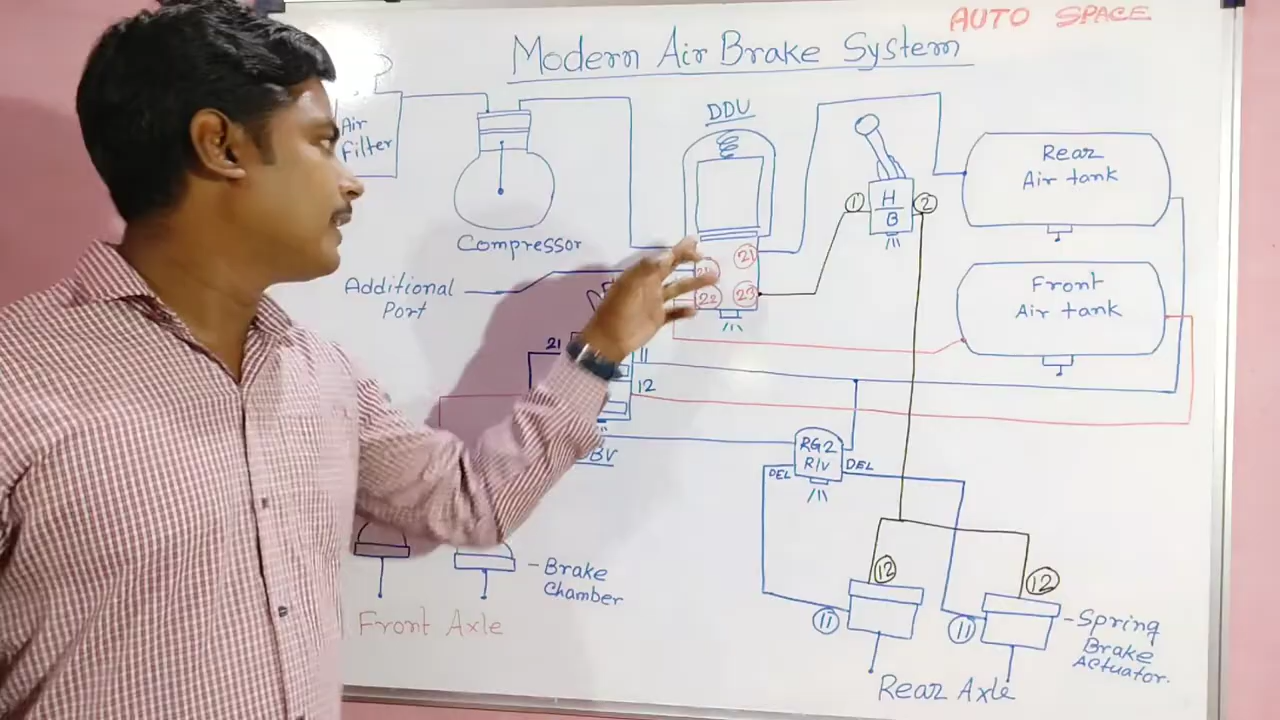 AUTO SPACE
Modern Air Brake System
DDU
Air
Filter
Compressor
H
B
1
2
Rear
Air tank
Front
Air tank
Additional
Port
21
22
23
21
11
12
BV
RG2
R/V
DEL
DEL
Brake
Chamber
Front Axle
12
12
11
11
Spring
Brake
Actuator.
Rear Axle